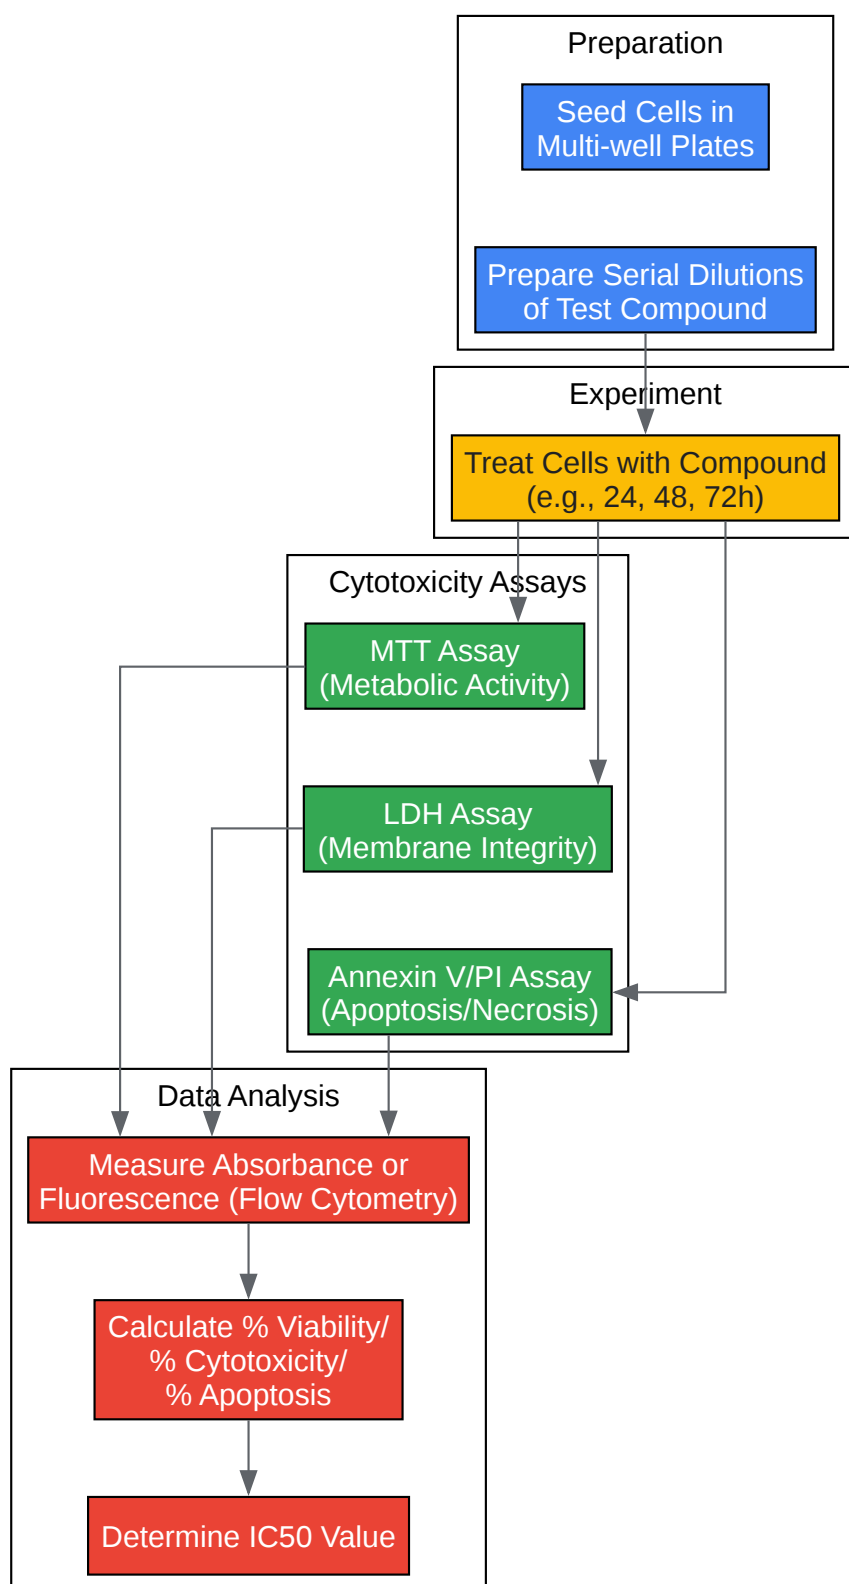 Preparation
Seed Cells in
Multi-well Plates
Prepare Serial Dilutions
of Test Compound
Experiment
Treat Cells with Compound
(e.g., 24, 48, 72h)
Cytotoxicity Assays
MTT Assay
(Metabolic Activity)
LDH Assay
(Membrane Integrity)
Annexin V/PI Assay
(Apoptosis/Necrosis)
Data Analysis
Measure Absorbance or
Fluorescence (Flow Cytometry)
Calculate % Viability/
% Cytotoxicity/
% Apoptosis
Determine IC50 Value